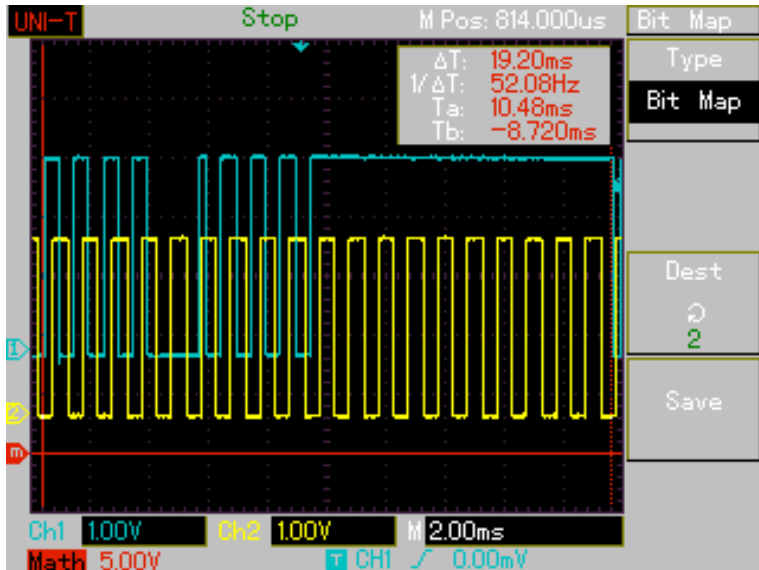 UNI-T Stop M Pos: 814.000us Bit Map
Type
Bit Map
ΔT: 19.20ms
1/ΔT: 52.08Hz
Ta: 10.48ms
Tb: -8.720ms
Dest
2
Save
1
2
m
Ch1 1.00V Ch2 1.00V M 2.00ms
Math 5.00V T CH1 0.00mV